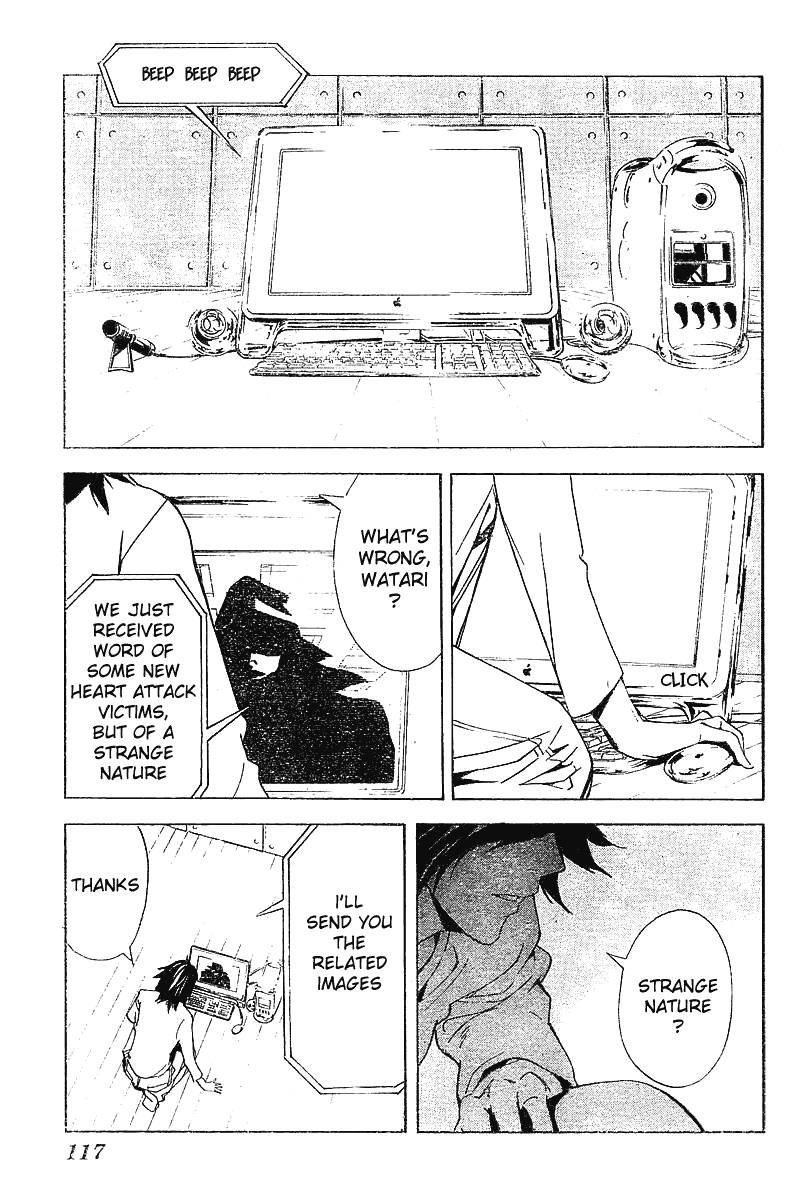 BEEP BEEP BEEP
CLICK
WHAT'S
WRONG,
WATARI
?
WE JUST
RECEIVED
WORD OF
SOME NEW
HEART ATTACK
VICTIMS,
BUT OF A
STRANGE
NATURE
STRANGE
NATURE
?
I'LL
SEND YOU
THE
RELATED
IMAGES
THANKS
117